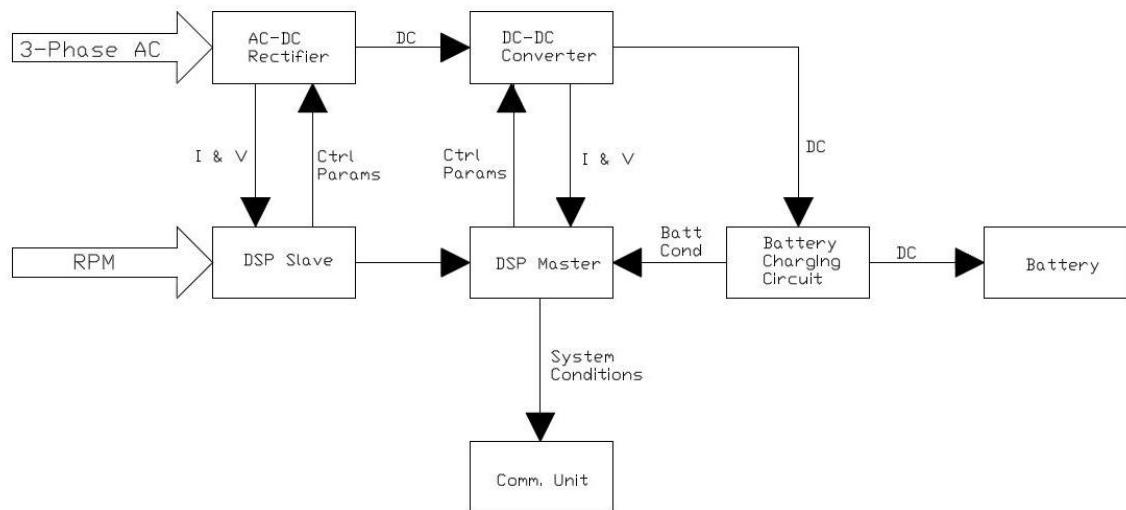 3-Phase AC
AC-DC
Rectifier
DC
DC-DC
Converter
I & V
Ctrl
Params
Ctrl
Params
I & V
DC
RPM
DSP Slave
DSP Master
Batt
Cond
Battery
Charging
Circuit
DC
Battery
System
Conditions
Comm. Unit